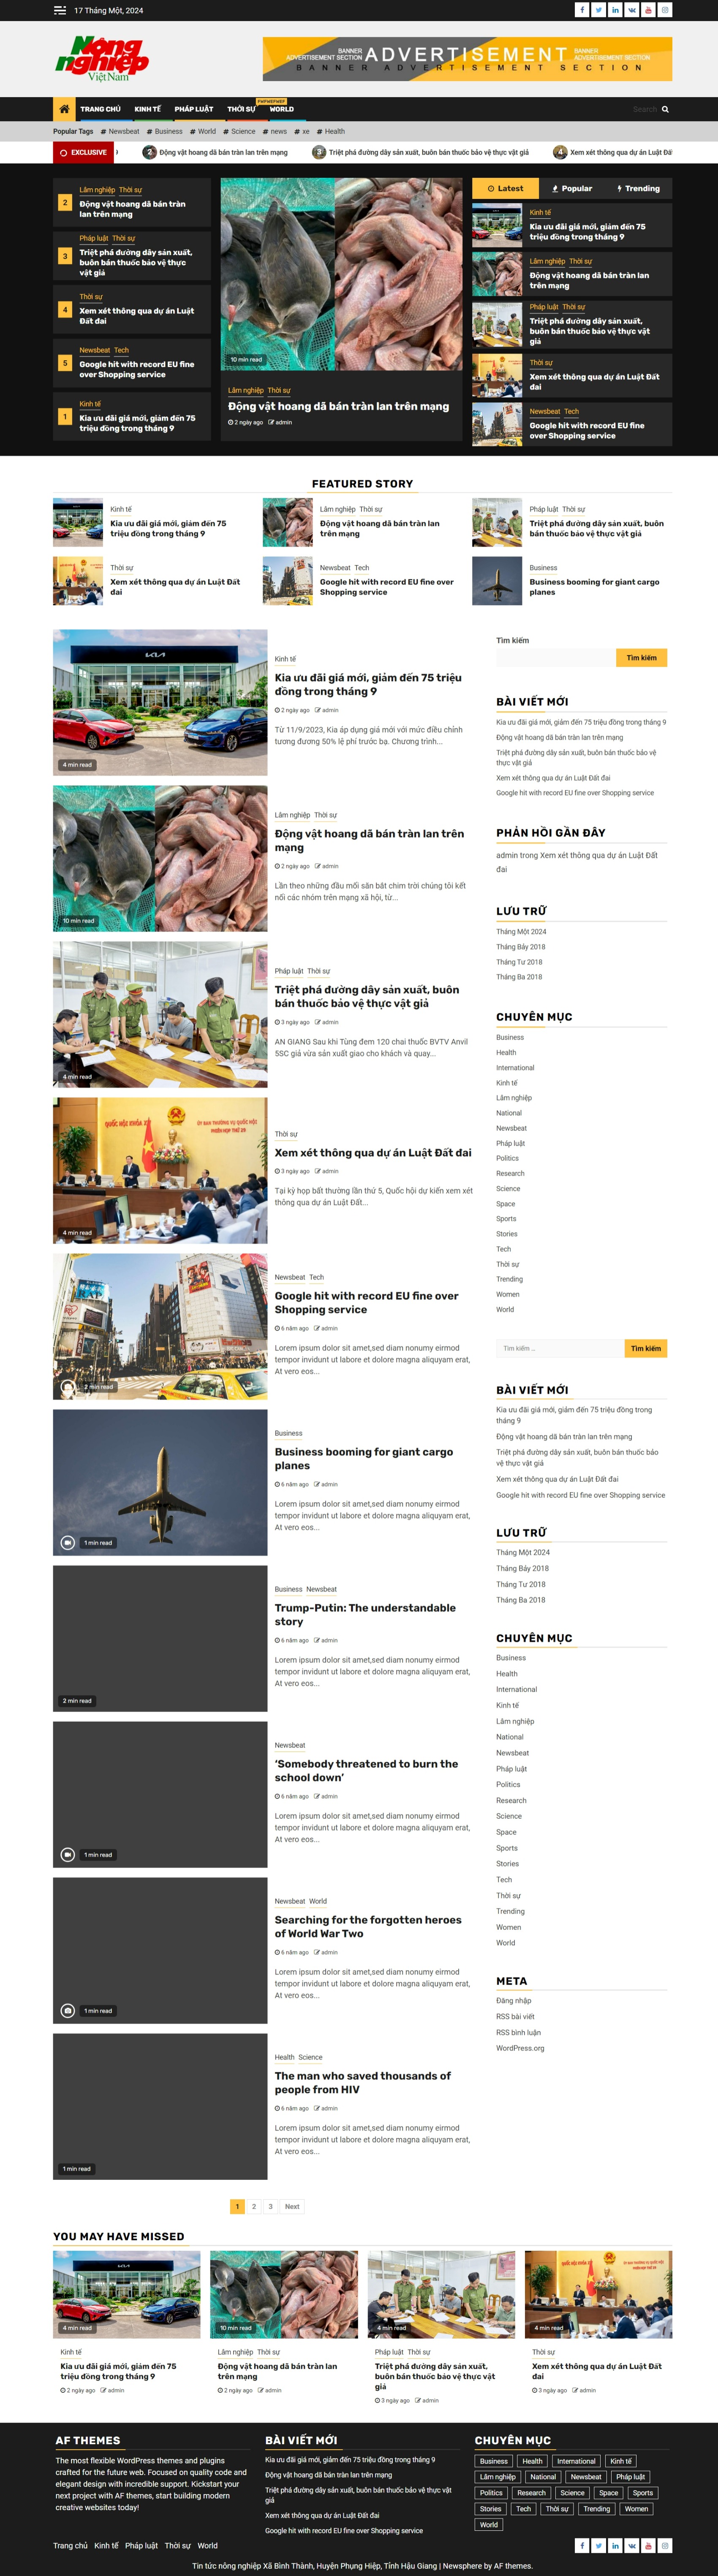 17 Tháng Một, 2024
Nông nghiệp
Việt Nam
BANNER ADVERTISEMENT BANNER
ADVERTISEMENT SECTION ADVERTISEMENT SECTION
BANNER ADVERTISEMENT BANNER SECTION
TRANG CHỦ KINH TẾ PHÁP LUẬT THỜI SỰ WORLD
Search
Popular Tags # Newsbeat # Business # World # Science # news # xe # Health
EXCLUSIVE
2 Động vật hoang dã bán tràn lan trên mạng 3 Triệt phá đường dây sản xuất, buôn bán thuốc bảo vệ thực vật giả 4 Xem xét thông qua dự án Luật Đấ
2
Lâm nghiệp Thời sự
Động vật hoang dã bán tràn
lan trên mạng
3
Pháp luật Thời sự
Triệt phá đường dây sản xuất,
buôn bán thuốc bảo vệ thực
vật giả
4
Thời sự
Xem xét thông qua dự án Luật
Đất đai
5
Newsbeat Tech
Google hit with record EU fine
over Shopping service
1
Kinh tế
Kia ưu đãi giá mới, giảm đến 75
triệu đồng trong tháng 9
10 min read
Lâm nghiệp Thời sự
Động vật hoang dã bán tràn lan trên mạng
2 ngày ago admin
Latest Popular Trending
Kinh tế
Kia ưu đãi giá mới, giảm đến 75
triệu đồng trong tháng 9
Lâm nghiệp Thời sự
Động vật hoang dã bán tràn lan
trên mạng
Pháp luật Thời sự
Triệt phá đường dây sản xuất,
buôn bán thuốc bảo vệ thực vật
giả
Thời sự
Xem xét thông qua dự án Luật Đất
đai
Newsbeat Tech
Google hit with record EU fine
over Shopping service
FEATURED STORY
Kinh tế
Kia ưu đãi giá mới, giảm đến 75
triệu đồng trong tháng 9
Lâm nghiệp Thời sự
Động vật hoang dã bán tràn lan
trên mạng
Pháp luật Thời sự
Triệt phá đường dây sản xuất, buôn
bán thuốc bảo vệ thực vật giả
Thời sự
Xem xét thông qua dự án Luật Đất
đai
Newsbeat Tech
Google hit with record EU fine over
Shopping service
Business
Business booming for giant cargo
planes
4 min read
Kinh tế
Kia ưu đãi giá mới, giảm đến 75 triệu
đồng trong tháng 9
2 ngày ago admin
Từ 11/9/2023, Kia áp dụng giá mới với mức điều chỉnh
tương đương 50% lệ phí trước bạ. Chương trình...
10 min read
Lâm nghiệp Thời sự
Động vật hoang dã bán tràn lan trên
mạng
2 ngày ago admin
Lần theo những đầu mối săn bắt chim trời chúng tôi kết
nối các nhóm trên mạng xã hội, từ...
4 min read
Pháp luật Thời sự
Triệt phá đường dây sản xuất, buôn
bán thuốc bảo vệ thực vật giả
3 ngày ago admin
AN GIANG Sau khi Tùng đem 120 chai thuốc BVTV Anvil
5SC giả vừa sản xuất giao cho khách và quay...
4 min read
Thời sự
Xem xét thông qua dự án Luật Đất đai
3 ngày ago admin
Tại kỳ họp bất thường lần thứ 5, Quốc hội dự kiến xem xét
thông qua dự án Luật Đất...
2 min read
Newsbeat Tech
Google hit with record EU fine over
Shopping service
6 năm ago admin
Lorem ipsum dolor sit amet,sed diam nonumy eirmod
tempor invidunt ut labore et dolore magna aliquyam erat,
At vero eos...
1 min read
Business
Business booming for giant cargo
planes
6 năm ago admin
Lorem ipsum dolor sit amet,sed diam nonumy eirmod
tempor invidunt ut labore et dolore magna aliquyam erat,
At vero eos...
2 min read
Business Newsbeat
Trump-Putin: The understandable
story
6 năm ago admin
Lorem ipsum dolor sit amet,sed diam nonumy eirmod
tempor invidunt ut labore et dolore magna aliquyam erat,
At vero eos...
1 min read
Newsbeat
‘Somebody threatened to burn the
school down’
6 năm ago admin
Lorem ipsum dolor sit amet,sed diam nonumy eirmod
tempor invidunt ut labore et dolore magna aliquyam erat,
At vero eos...
1 min read
Newsbeat World
Searching for the forgotten heroes
of World War Two
6 năm ago admin
Lorem ipsum dolor sit amet,sed diam nonumy eirmod
tempor invidunt ut labore et dolore magna aliquyam erat,
At vero eos...
1 min read
Health Science
The man who saved thousands of
people from HIV
6 năm ago admin
Lorem ipsum dolor sit amet,sed diam nonumy eirmod
tempor invidunt ut labore et dolore magna aliquyam erat,
At vero eos...
1 2 3 Next
Tìm kiếm
Tìm kiếm
BÀI VIẾT MỚI
Kia ưu đãi giá mới, giảm đến 75 triệu đồng trong tháng 9
Động vật hoang dã bán tràn lan trên mạng
Triệt phá đường dây sản xuất, buôn bán thuốc bảo vệ
thực vật giả
Xem xét thông qua dự án Luật Đất đai
Google hit with record EU fine over Shopping service
PHẢN HỒI GẦN ĐÂY
admin trong Xem xét thông qua dự án Luật Đất
đai
LƯU TRỮ
Tháng Một 2024
Tháng Bảy 2018
Tháng Tư 2018
Tháng Ba 2018
CHUYÊN MỤC
Business
Health
International
Kinh tế
Lâm nghiệp
National
Newsbeat
Pháp luật
Politics
Research
Science
Space
Sports
Stories
Tech
Thời sự
Trending
Women
World
Tìm kiếm …
Tìm kiếm
BÀI VIẾT MỚI
Kia ưu đãi giá mới, giảm đến 75 triệu đồng trong
tháng 9
Động vật hoang dã bán tràn lan trên mạng
Triệt phá đường dây sản xuất, buôn bán thuốc bảo
vệ thực vật giả
Xem xét thông qua dự án Luật Đất đai
Google hit with record EU fine over Shopping service
LƯU TRỮ
Tháng Một 2024
Tháng Bảy 2018
Tháng Tư 2018
Tháng Ba 2018
CHUYÊN MỤC
Business
Health
International
Kinh tế
Lâm nghiệp
National
Newsbeat
Pháp luật
Politics
Research
Science
Space
Sports
Stories
Tech
Thời sự
Trending
Women
World
META
Đăng nhập
RSS bài viết
RSS bình luận
WordPress.org
YOU MAY HAVE MISSED
4 min read
Kinh tế
Kia ưu đãi giá mới, giảm đến 75
triệu đồng trong tháng 9
2 ngày ago admin
10 min read
Lâm nghiệp Thời sự
Động vật hoang dã bán tràn lan
trên mạng
2 ngày ago admin
4 min read
Pháp luật Thời sự
Triệt phá đường dây sản xuất,
buôn bán thuốc bảo vệ thực vật
giả
3 ngày ago admin
4 min read
Thời sự
Xem xét thông qua dự án Luật Đất
đai
3 ngày ago admin
AF THEMES
The most flexible WordPress themes and plugins
crafted for the future web. Focused on quality code and
elegant design with incredible support. Kickstart your
next project with AF themes, start building modern
creative websites today!
BÀI VIẾT MỚI
Kia ưu đãi giá mới, giảm đến 75 triệu đồng trong tháng 9
Động vật hoang dã bán tràn lan trên mạng
Triệt phá đường dây sản xuất, buôn bán thuốc bảo vệ thực vật
giả
Xem xét thông qua dự án Luật Đất đai
Google hit with record EU fine over Shopping service
CHUYÊN MỤC
Business Health International Kinh tế
Lâm nghiệp National Newsbeat Pháp luật
Politics Research Science Space Sports
Stories Tech Thời sự Trending Women
World
Trang chủ Kinh tế Pháp luật Thời sự World
Tin tức nông nghiệp Xã Bình Thành, Huyện Phụng Hiệp, Tỉnh Hậu Giang | Newsphere by AF themes.